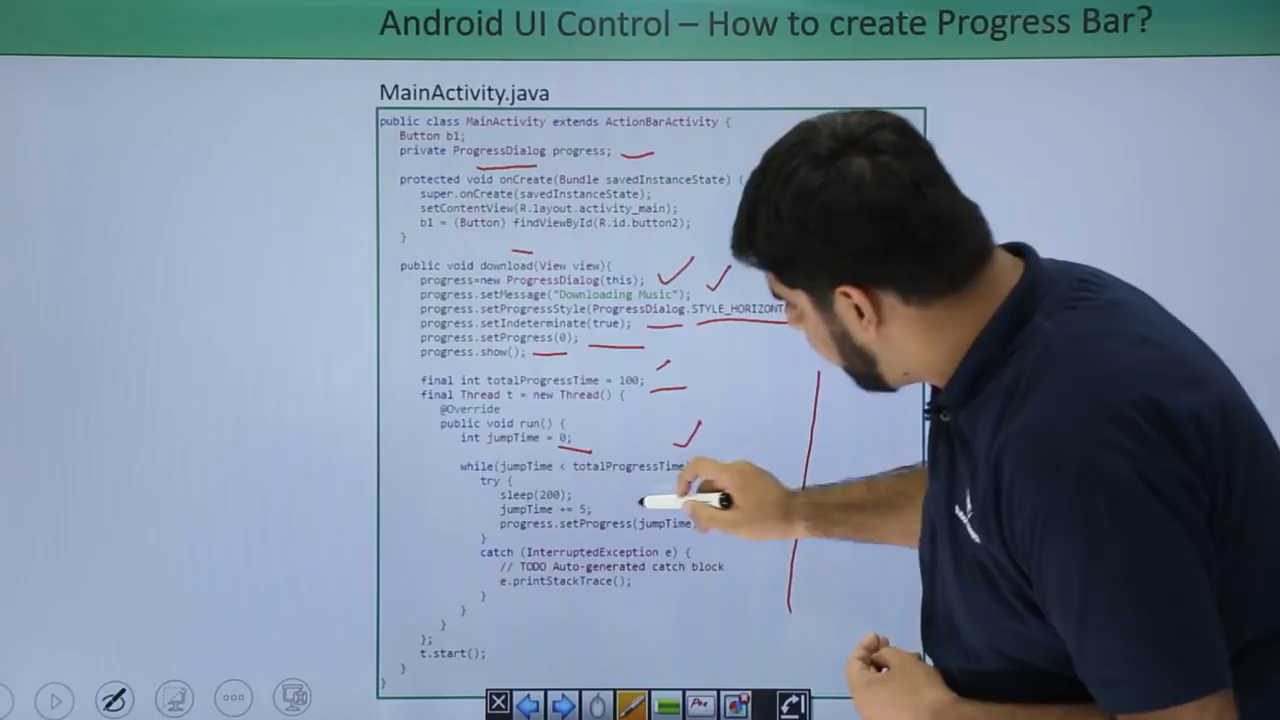 Android UI Control – How to create Progress Bar?
MainActivity.java
public class MainActivity extends ActionBarActivity {
Button b1;
private ProgressDialog progress;
protected void onCreate(Bundle savedInstanceState) {
super.onCreate(savedInstanceState);
setContentView(R.layout.activity_main);
b1 = (Button) findViewById(R.id.button2);
}
public void download(View view){
progress=new ProgressDialog(this);
progress.setMessage("Downloading Music");
progress.setProgressStyle(ProgressDialog.STYLE_HORIZONT
progress.setIndeterminate(true);
progress.setProgress(0);
progress.show();
final int totalProgressTime = 100;
final Thread t = new Thread() {
@Override
public void run() {
int jumpTime = 0;
while(jumpTime < totalProgressTime)
try {
sleep(200);
jumpTime += 5;
progress.setProgress(jumpTime)
}
catch (InterruptedException e) {
// TODO Auto-generated catch block
e.printStackTrace();
}
}
}
};
t.start();
}
}
Pen